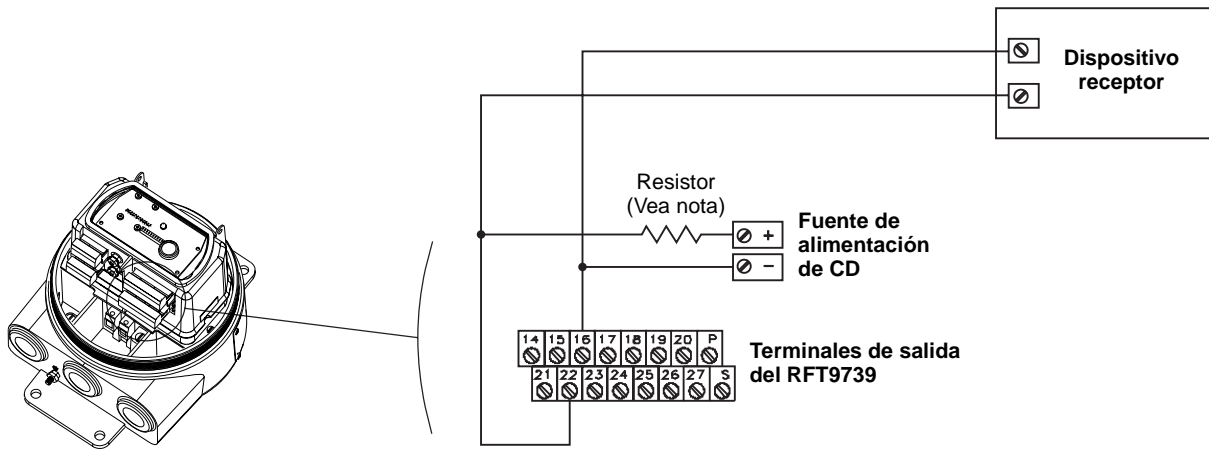 Dispositivo
receptor
Resistor
(Vea nota)
+
−
Fuente de
alimentación
de CD
14 15 16 17 18 19 20 P
21 22 23 24 25 26 27 S
Terminales de salida
del RFT9739